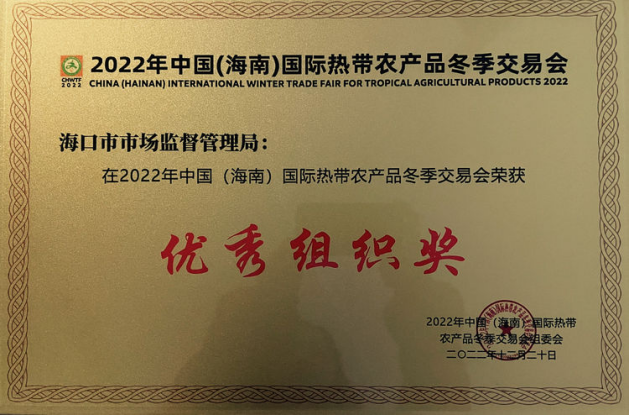 CHWTF
2022
2022年中国(海南)国际热带农产品冬季交易会
CHINA (HAINAN) INTERNATIONAL WINTER TRADE FAIR FOR TROPICAL AGRICULTURAL PRODUCTS 2022
海口市市场监督管理局：
在2022年中国（海南）国际热带农产品冬季交易会荣获
优秀组织奖
2022年中国（海南）国际热带
农产品冬季交易会组委会
二〇二二年十二月二十日